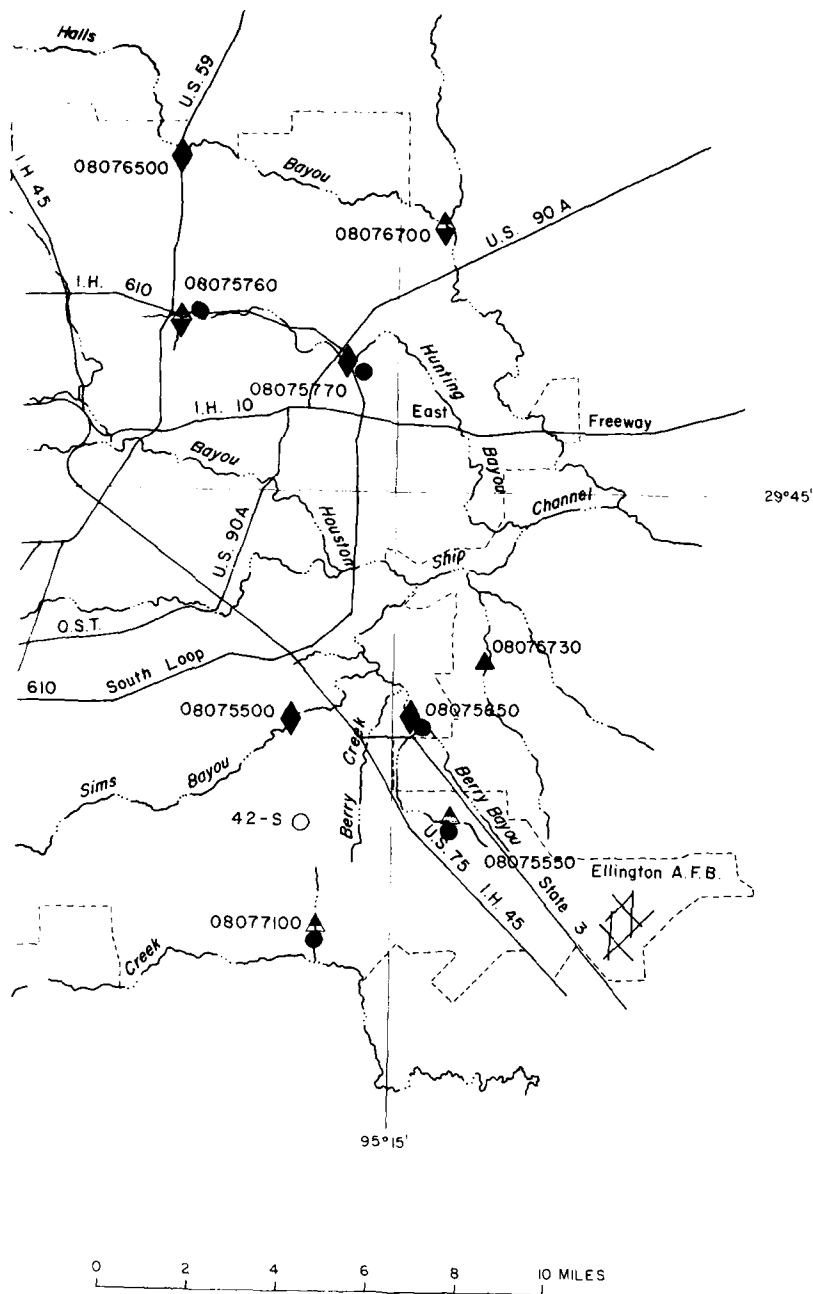 Halls
U.S. 59
08076500
Bayou
I.H. 45
08076700
U.S. 90A
I.H. 610
08075760
08075770
Hunting
I.H. 10
East
Freeway
Bayou
Bayou
Channel
29°45'
U.S. 90A
Houston
Ship
O.S.T.
08075730
610 South Loop
08075500
08075650
Creek
Sims Bayou
Berry
Berry Bayou
42-S
U.S. 75
08075550
I.H. 45
State 3
Ellington A.F.B.
08077100
Creek
95°15'
0 2 4 6 8 10 MILES